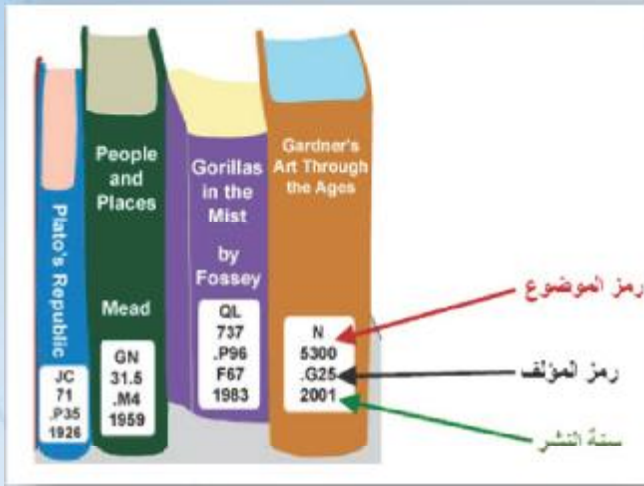 Plato's Republic
JC
71
.P35
1926
People
and
Places
Mead
GN
31.5
.M4
1959
Gorillas
in the
Mist
by
Fossey
QL
737
.P96
F67
1983
Gardner's
Art Through
the Ages
N
5300
.G25
2001
رمز الموضوع
رمز المؤلف
سنة النشر